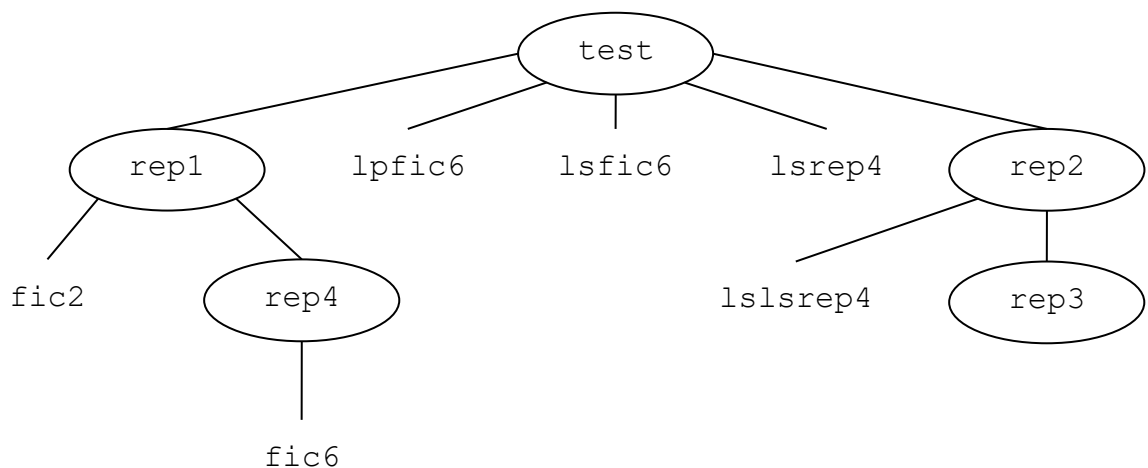 test
rep1
lpfic6
lsfic6
lsrep4
rep2
fic2
rep4
lslsrep4
rep3
fic6